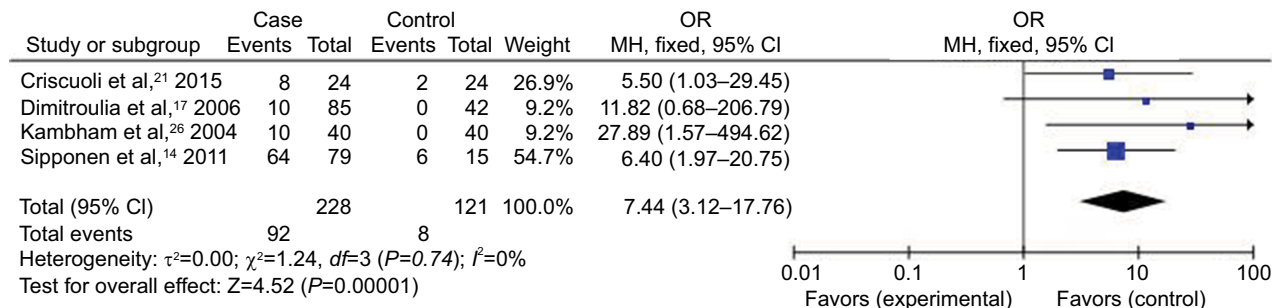 Case Control OR OR
Study or subgroup Events Total Events Total Weight MH, fixed, 95% CI MH, fixed, 95% CI
Criscuoli et al,²¹ 2015 8 24 2 24 26.9% 5.50 (1.03–29.45)
Dimitroulia et al,¹⁷ 2006 10 85 0 42 9.2% 11.82 (0.68–206.79)
Kambham et al,²⁶ 2004 10 40 0 40 9.2% 27.89 (1.57–494.62)
Sipponen et al,¹⁴ 2011 64 79 6 15 54.7% 6.40 (1.97–20.75)
Total (95% CI) 228 121 100.0% 7.44 (3.12–17.76)
Total events 92 8
Heterogeneity: τ²=0.00; χ²=1.24, df=3 (P=0.74); I²=0%
Test for overall effect: Z=4.52 (P=0.00001)
0.01 0.1 1 10 100
Favors (experimental) Favors (control)